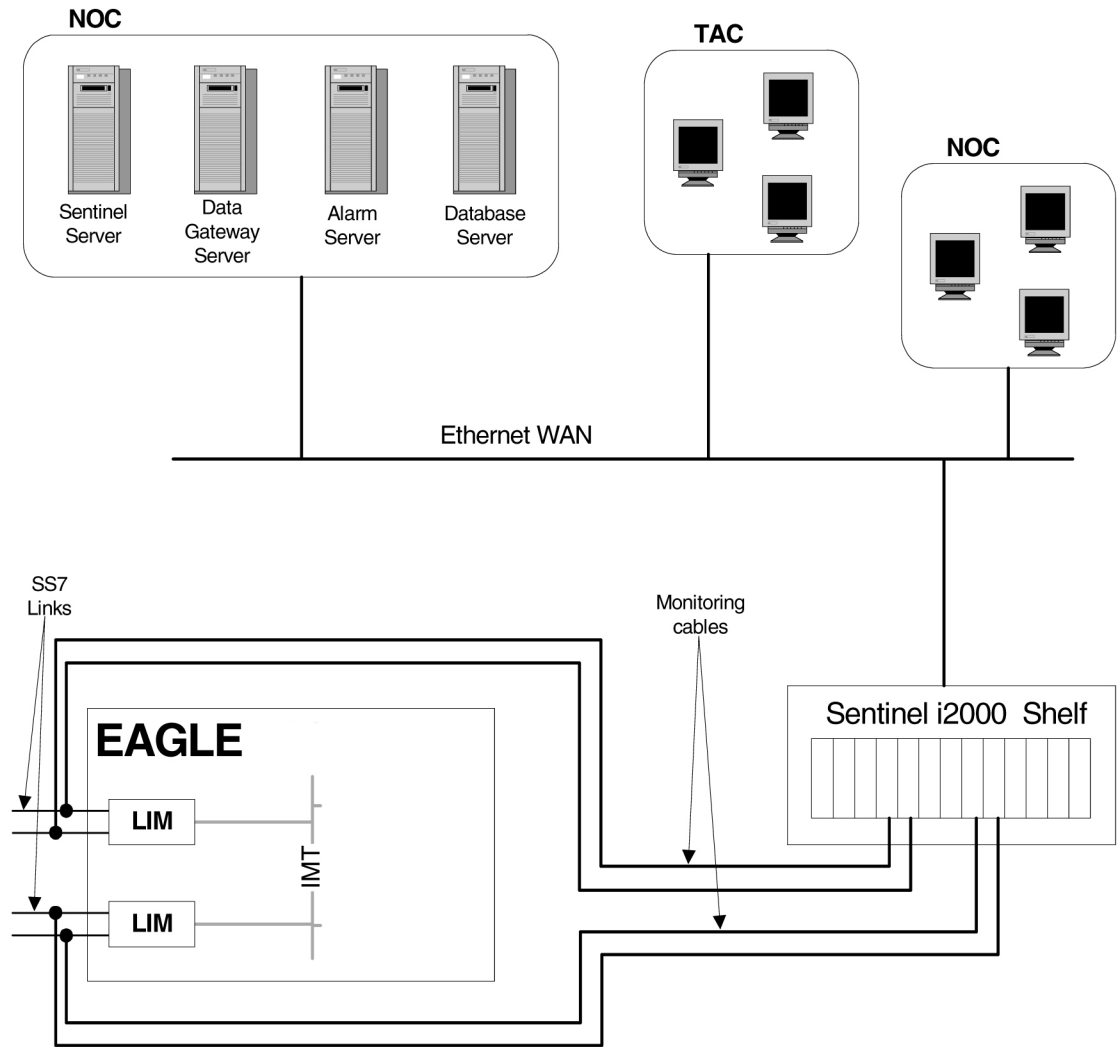 NOC
TAC
NOC
Sentinel
Server
Data
Gateway
Server
Alarm
Server
Database
Server
Ethernet WAN
SS7
Links
Monitoring
cables
Sentinel i2000 Shelf
EAGLE
LIM
IMT
LIM